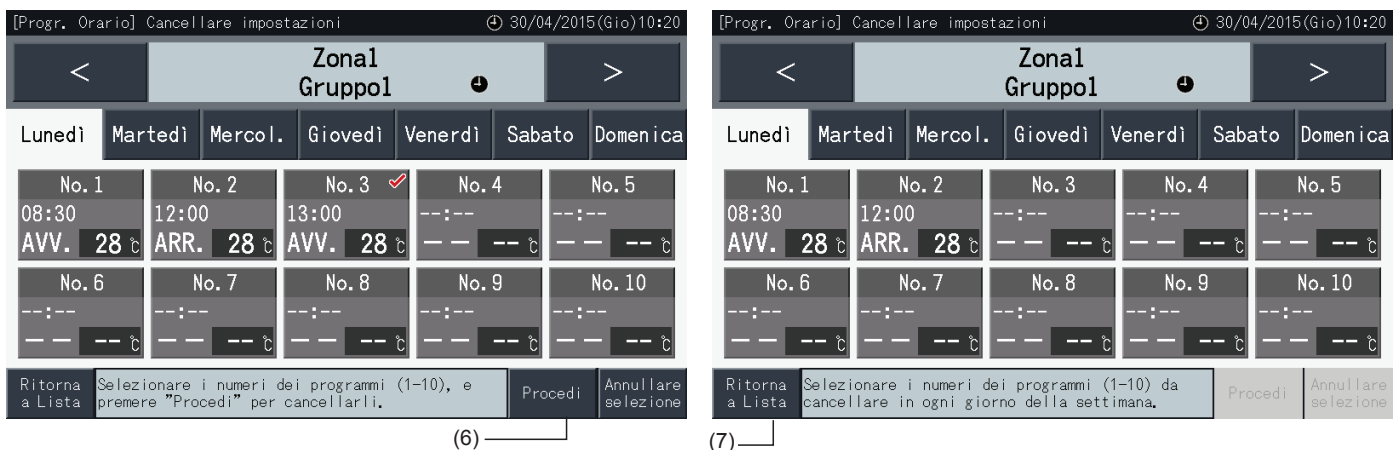 [Progr. Orario] Cancellare impostazioni 30/04/2015(Gio)10:20
< Zona1 >
Gruppo1
Lunedì Martedì Mercol. Giovedì Venerdì Sabato Domenica
No.1 No.2 No.3 No.4 No.5
08:30 12:00 13:00 --:-- --:--
AVV. 28℃ ARR. 28℃ AVV. 28℃ -- --℃ -- --℃
No.6 No.7 No.8 No.9 No.10
--:-- --:-- --:-- --:-- --:--
-- --℃ -- --℃ -- --℃ -- --℃ -- --℃
Ritorna
a Lista
Selezionare i numeri dei programmi (1-10), e
premere "Procedi" per cancellarli.
Procedi
Annullare
selezione
(6)
[Progr. Orario] Cancellare impostazioni 30/04/2015(Gio)10:20
< Zona1 >
Gruppo1
Lunedì Martedì Mercol. Giovedì Venerdì Sabato Domenica
No.1 No.2 No.3 No.4 No.5
08:30 12:00 --:-- --:-- --:--
AVV. 28℃ ARR. 28℃ -- --℃ -- --℃ -- --℃
No.6 No.7 No.8 No.9 No.10
--:-- --:-- --:-- --:-- --:--
-- --℃ -- --℃ -- --℃ -- --℃ -- --℃
Ritorna
a Lista
Selezionare i numeri dei programmi (1-10) da
cancellare in ogni giorno della settimana.
Procedi
Annullare
selezione
(7)